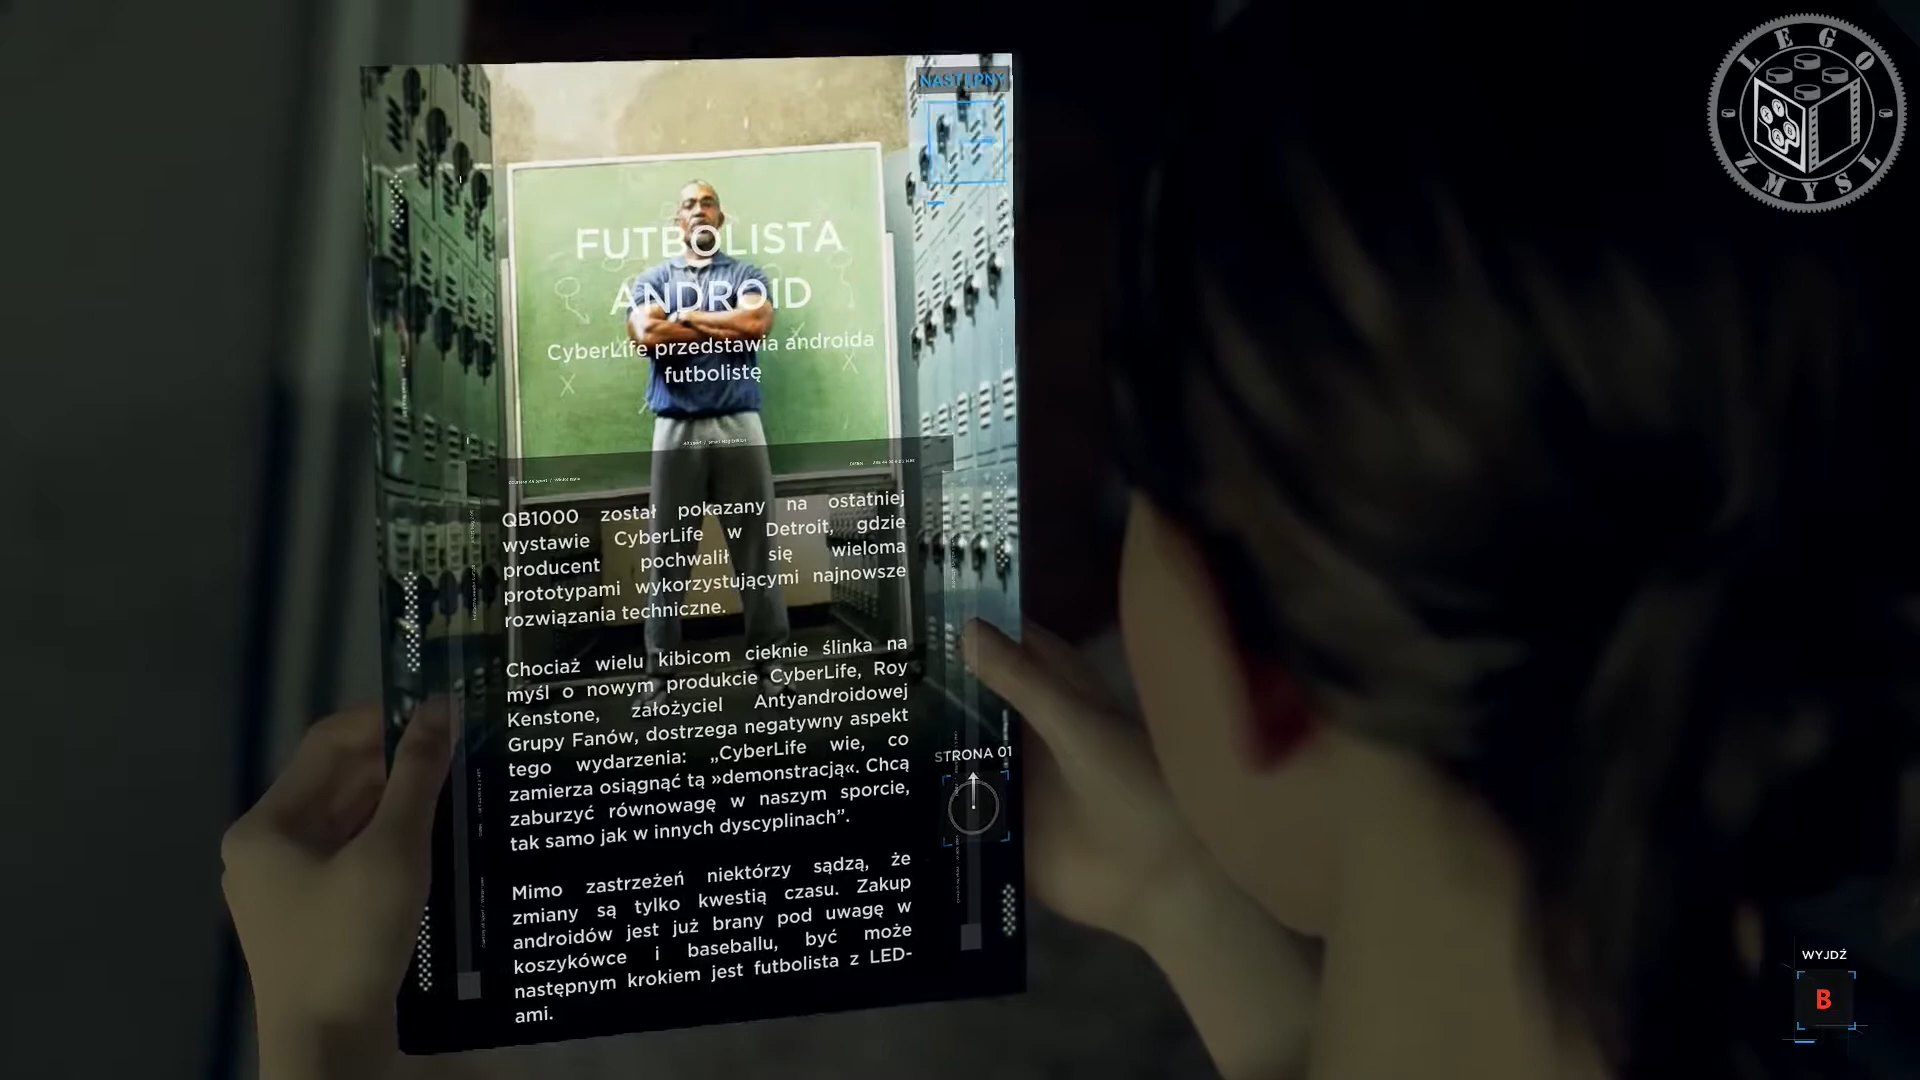 LEGO
ZMYSL
NASTĘPNY
FUTBOLISTA
ANDROID
CyberLife przedstawia androida
futbolistę
QB1000 został pokazany na ostatniej
wystawie CyberLife w Detroit, gdzie
producent pochwalił się wieloma
prototypami wykorzystującymi najnowsze
rozwiązania techniczne.
Chociaż wielu kibicom cieknie ślinka na
myśl o nowym produkcie CyberLife, Roy
Kenstone, założyciel Antyandroidowej
Grupy Fanów, dostrzega negatywny aspekt
tego wydarzenia: „CyberLife wie, co
zamierza osiągnąć tą »demonstracją«. Chcą
zaburzyć równowagę w naszym sporcie,
tak samo jak w innych dyscyplinach”.
Mimo zastrzeżeń niektórzy sądzą, że
zmiany są tylko kwestią czasu. Zakup
androidów jest już brany pod uwagę w
koszykówce i baseballu, być może
następnym krokiem jest futbolista z LED-
ami.
STRONA 01
WYJDŹ
B